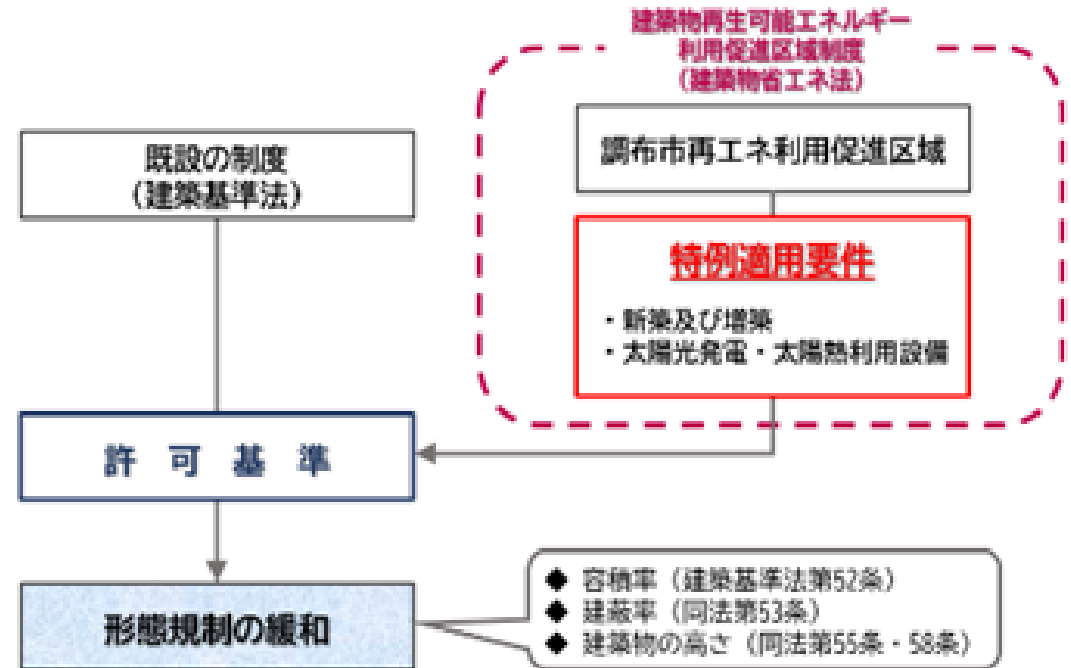 建築物再生可能エネルギー
利用促進区域制度
（建築物省エネ法）
調布市再エネ利用促進区域
既設の制度
（建築基準法）
特例適用要件
・新築及び増築
・太陽光発電・太陽熱利用設備
許可基準
形態規制の緩和
◆ 容積率（建築基準法第52条）
◆ 建蔽率（同法第53条）
◆ 建築物の高さ（同法第55条・58条）